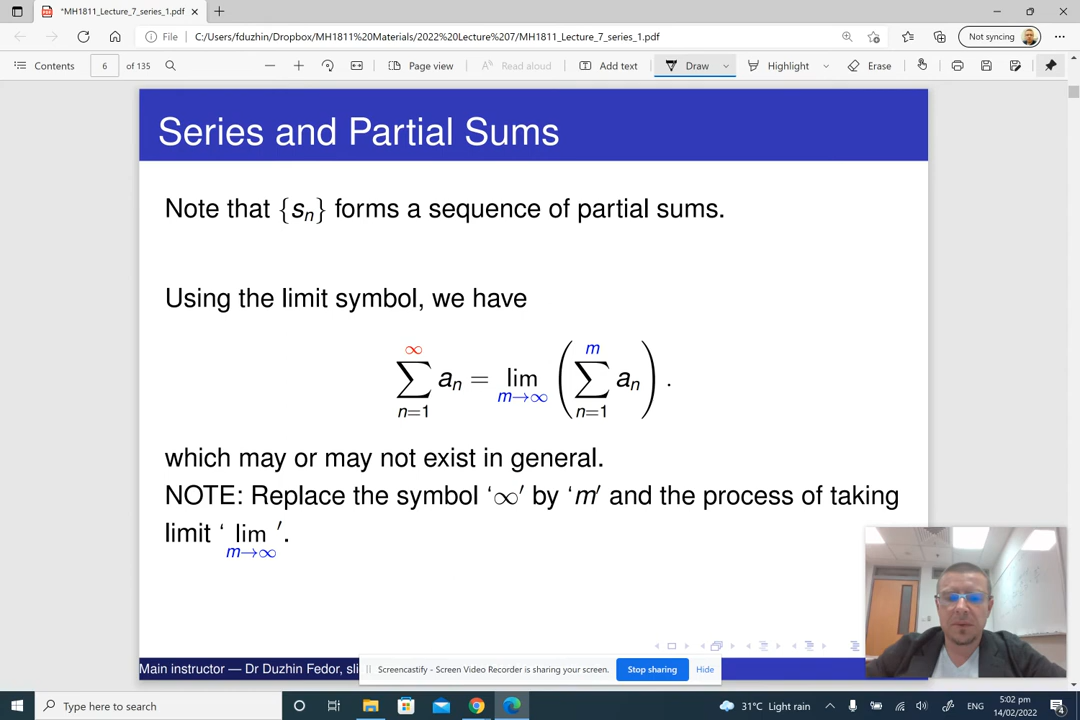 *MH1811_Lecture_7_series_1.pdf
File
C:/Users/fduzhin/Dropbox/MH1811%20Materials/2022%20Lecture%207/MH1811_Lecture_7_series_1.pdf
Not syncing
Contents 6 of 135 Page view Read aloud Add text Draw Highlight Erase
Series and Partial Sums
Note that {sₙ} forms a sequence of partial sums.
Using the limit symbol, we have
∞ m
∑ aₙ = lim ( ∑ aₙ ) .
n=1 m→∞ n=1
which may or may not exist in general.
NOTE: Replace the symbol ‘∞′ by ‘m′ and the process of taking
limit ‘ lim ′.
m→∞
Main instructor — Dr Duzhin Fedor, sli
Screencastify - Screen Video Recorder is sharing your screen. Stop sharing Hide
Type here to search
31°C Light rain
ENG
5:02 pm
14/02/2022
4